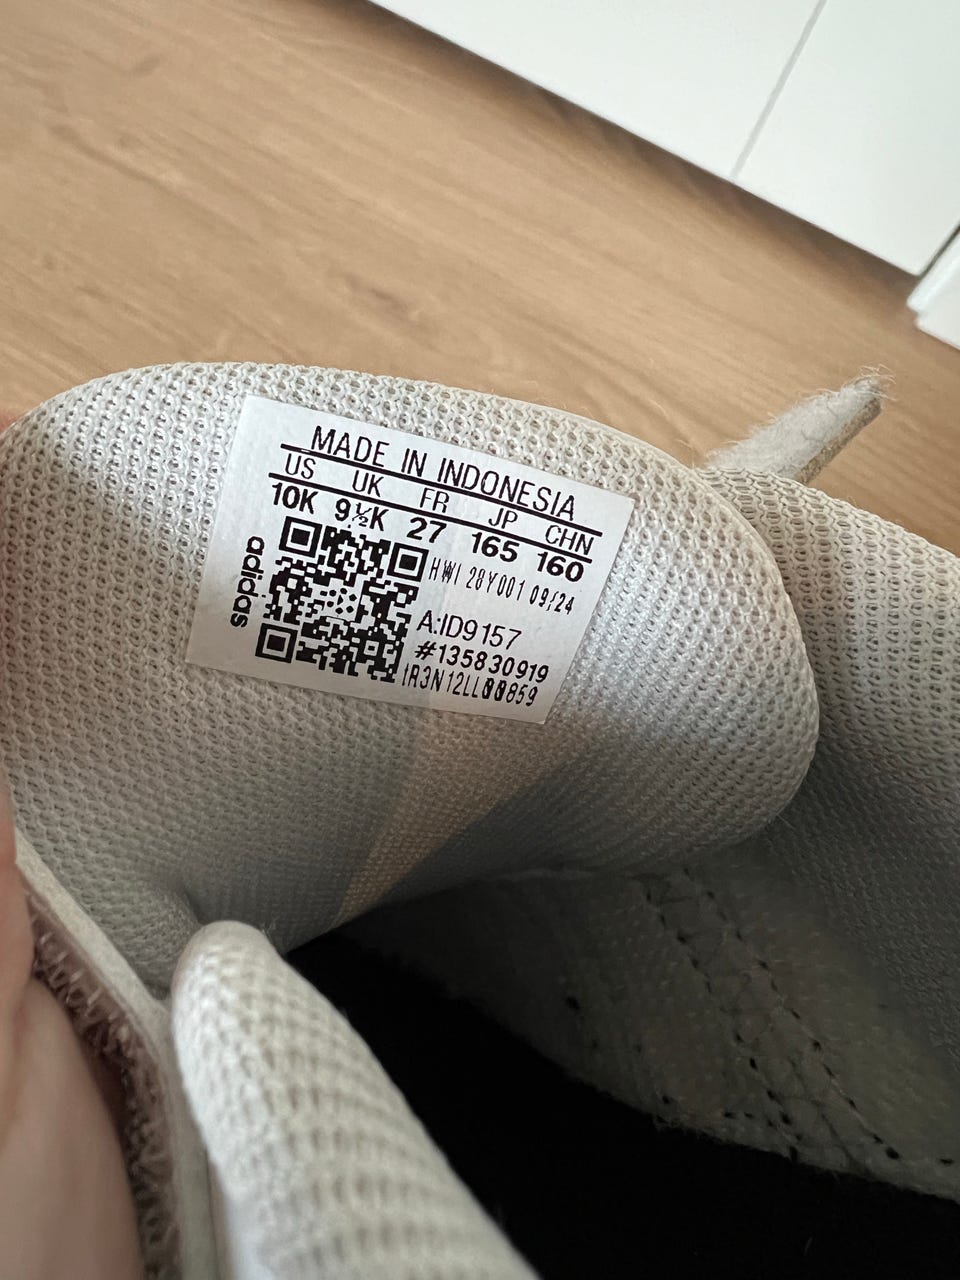 MADE IN INDONESIA
US UK FR JP CHN
10K 9½K 27 165 160
HWI 28Y001 09/24
adidas
A:ID9157
#135830919
1R3N12LL00859